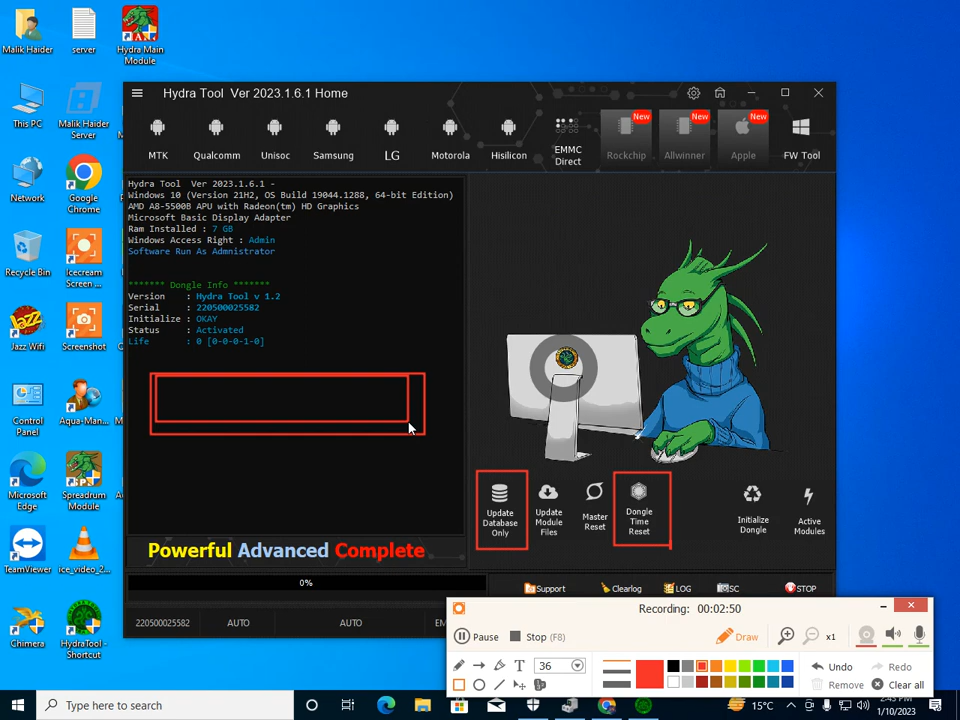 Malik Haider
server
Hydra Main
Module
This PC
Malik Haider
Server
Network
Google
Chrome
Recycle Bin
Icecream
Screen ...
Jazz
Jazz Wifi
Screenshot
Control
Panel
Aqua-Man...
Microsoft
Edge
Spreadrum
Module
TeamViewer
ice_video_2...
Chimera
HydraTool -
Shortcut
Hydra Tool Ver 2023.1.6.1 Home
MTK
Qualcomm
Unisoc
Samsung
LG
Motorola
Hisilicon
EMMC
Direct
New
Rockchip
New
Allwinner
New
Apple
FW Tool
Hydra Tool Ver 2023.1.6.1 -
Windows 10 (Version 21H2, OS Build 19044.1288, 64-bit Edition)
AMD A8-5500B APU with Radeon(tm) HD Graphics
Microsoft Basic Display Adapter
Ram Installed : 7 GB
Windows Access Right : Admin
Software Run As Admnistrator
******* Dongle Info *******
Version : Hydra Tool v 1.2
Serial : 220500025582
Initialize : OKAY
Status : Activated
Life : 0 [0-0-0-1-0]
Update
Database
Only
Update
Module
Files
Master
Reset
Dongle
Time
Reset
Initialize
Dongle
Active
Modules
Powerful Advanced Complete
0%
Support
Clearlog
LOG
SC
STOP
220500025582
AUTO
AUTO
EM
Recording: 00:02:50
Pause
Stop (F8)
Draw
x1
T
36
Undo
Redo
Remove
Clear all
Type here to search
15°C
2:45 PM
1/10/2023